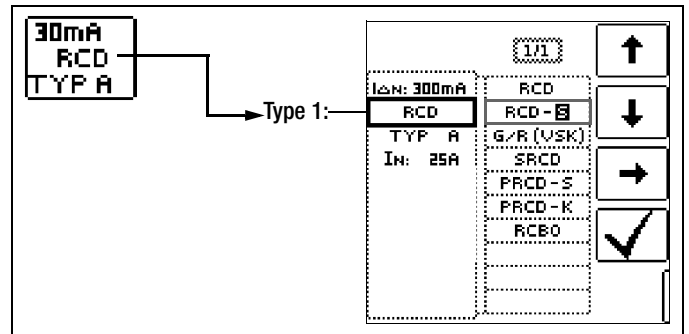 30mA
RCD
TYP A
Type 1:
1/1
I∆N: 300mA
RCD
TYP A
IN: 25A
RCD
RCD-S
G/R (VSK)
SRCD
PRCD-S
PRCD-K
RCBO